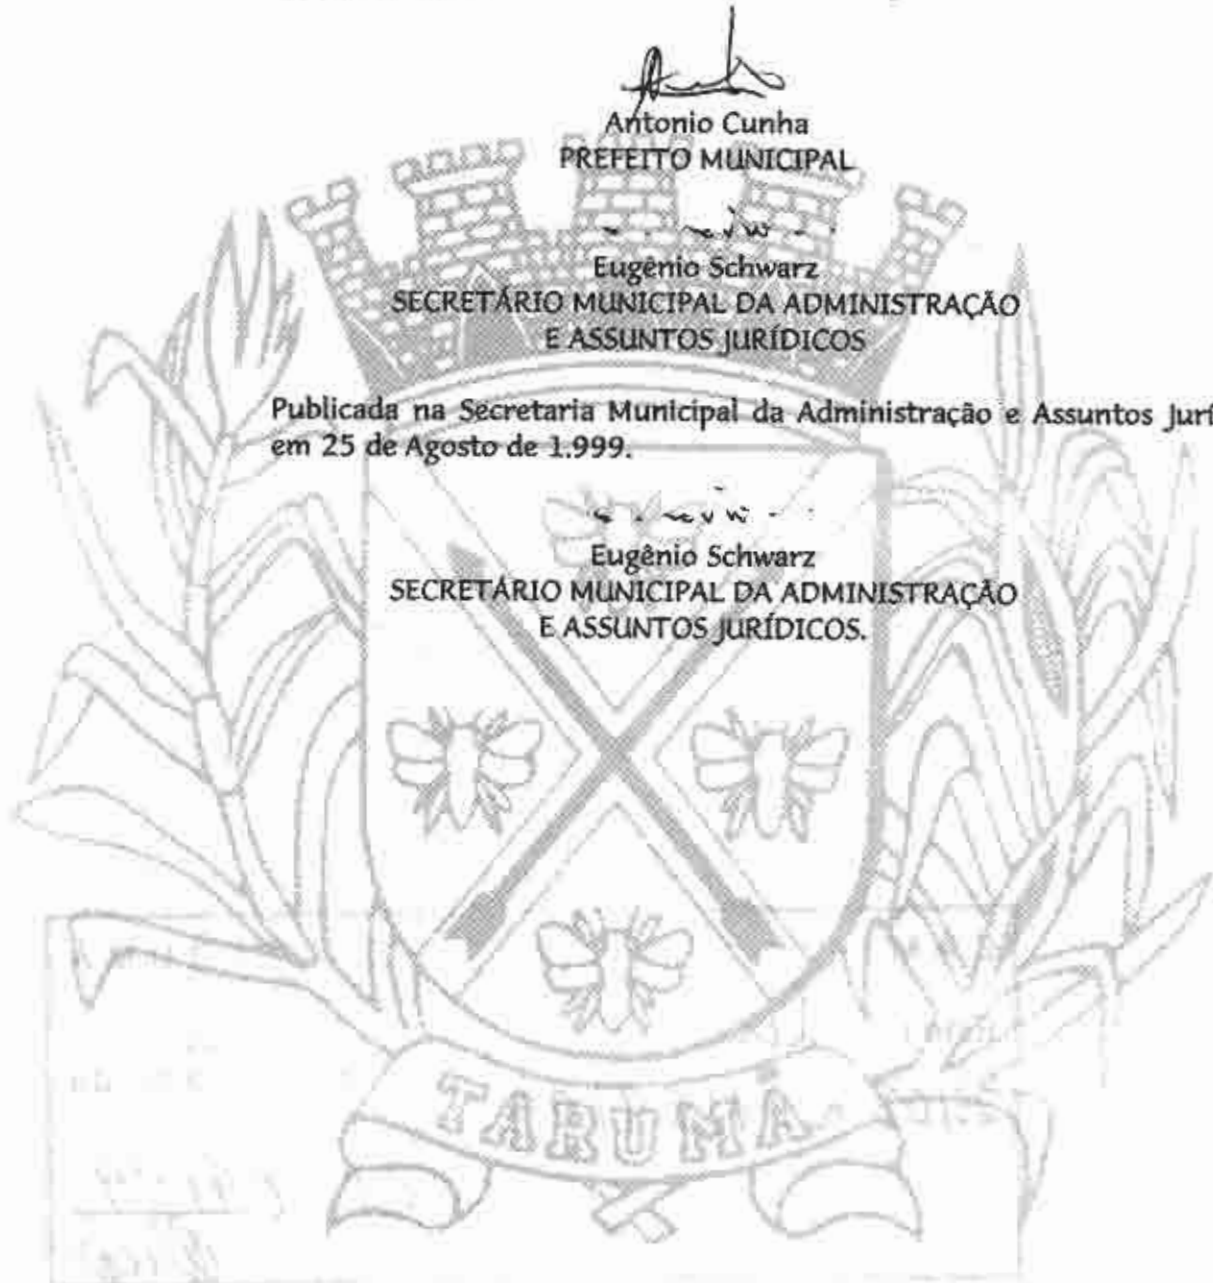 Antonio Cunha
PREFEITO MUNICIPAL
Eugênio Schwarz
SECRETÁRIO MUNICIPAL DA ADMINISTRAÇÃO
E ASSUNTOS JURÍDICOS
Publicada na Secretaria Municipal da Administração e Assuntos Jurí
em 25 de Agosto de 1.999.
Eugênio Schwarz
SECRETÁRIO MUNICIPAL DA ADMINISTRAÇÃO
E ASSUNTOS JURÍDICOS.
TARUMÃ